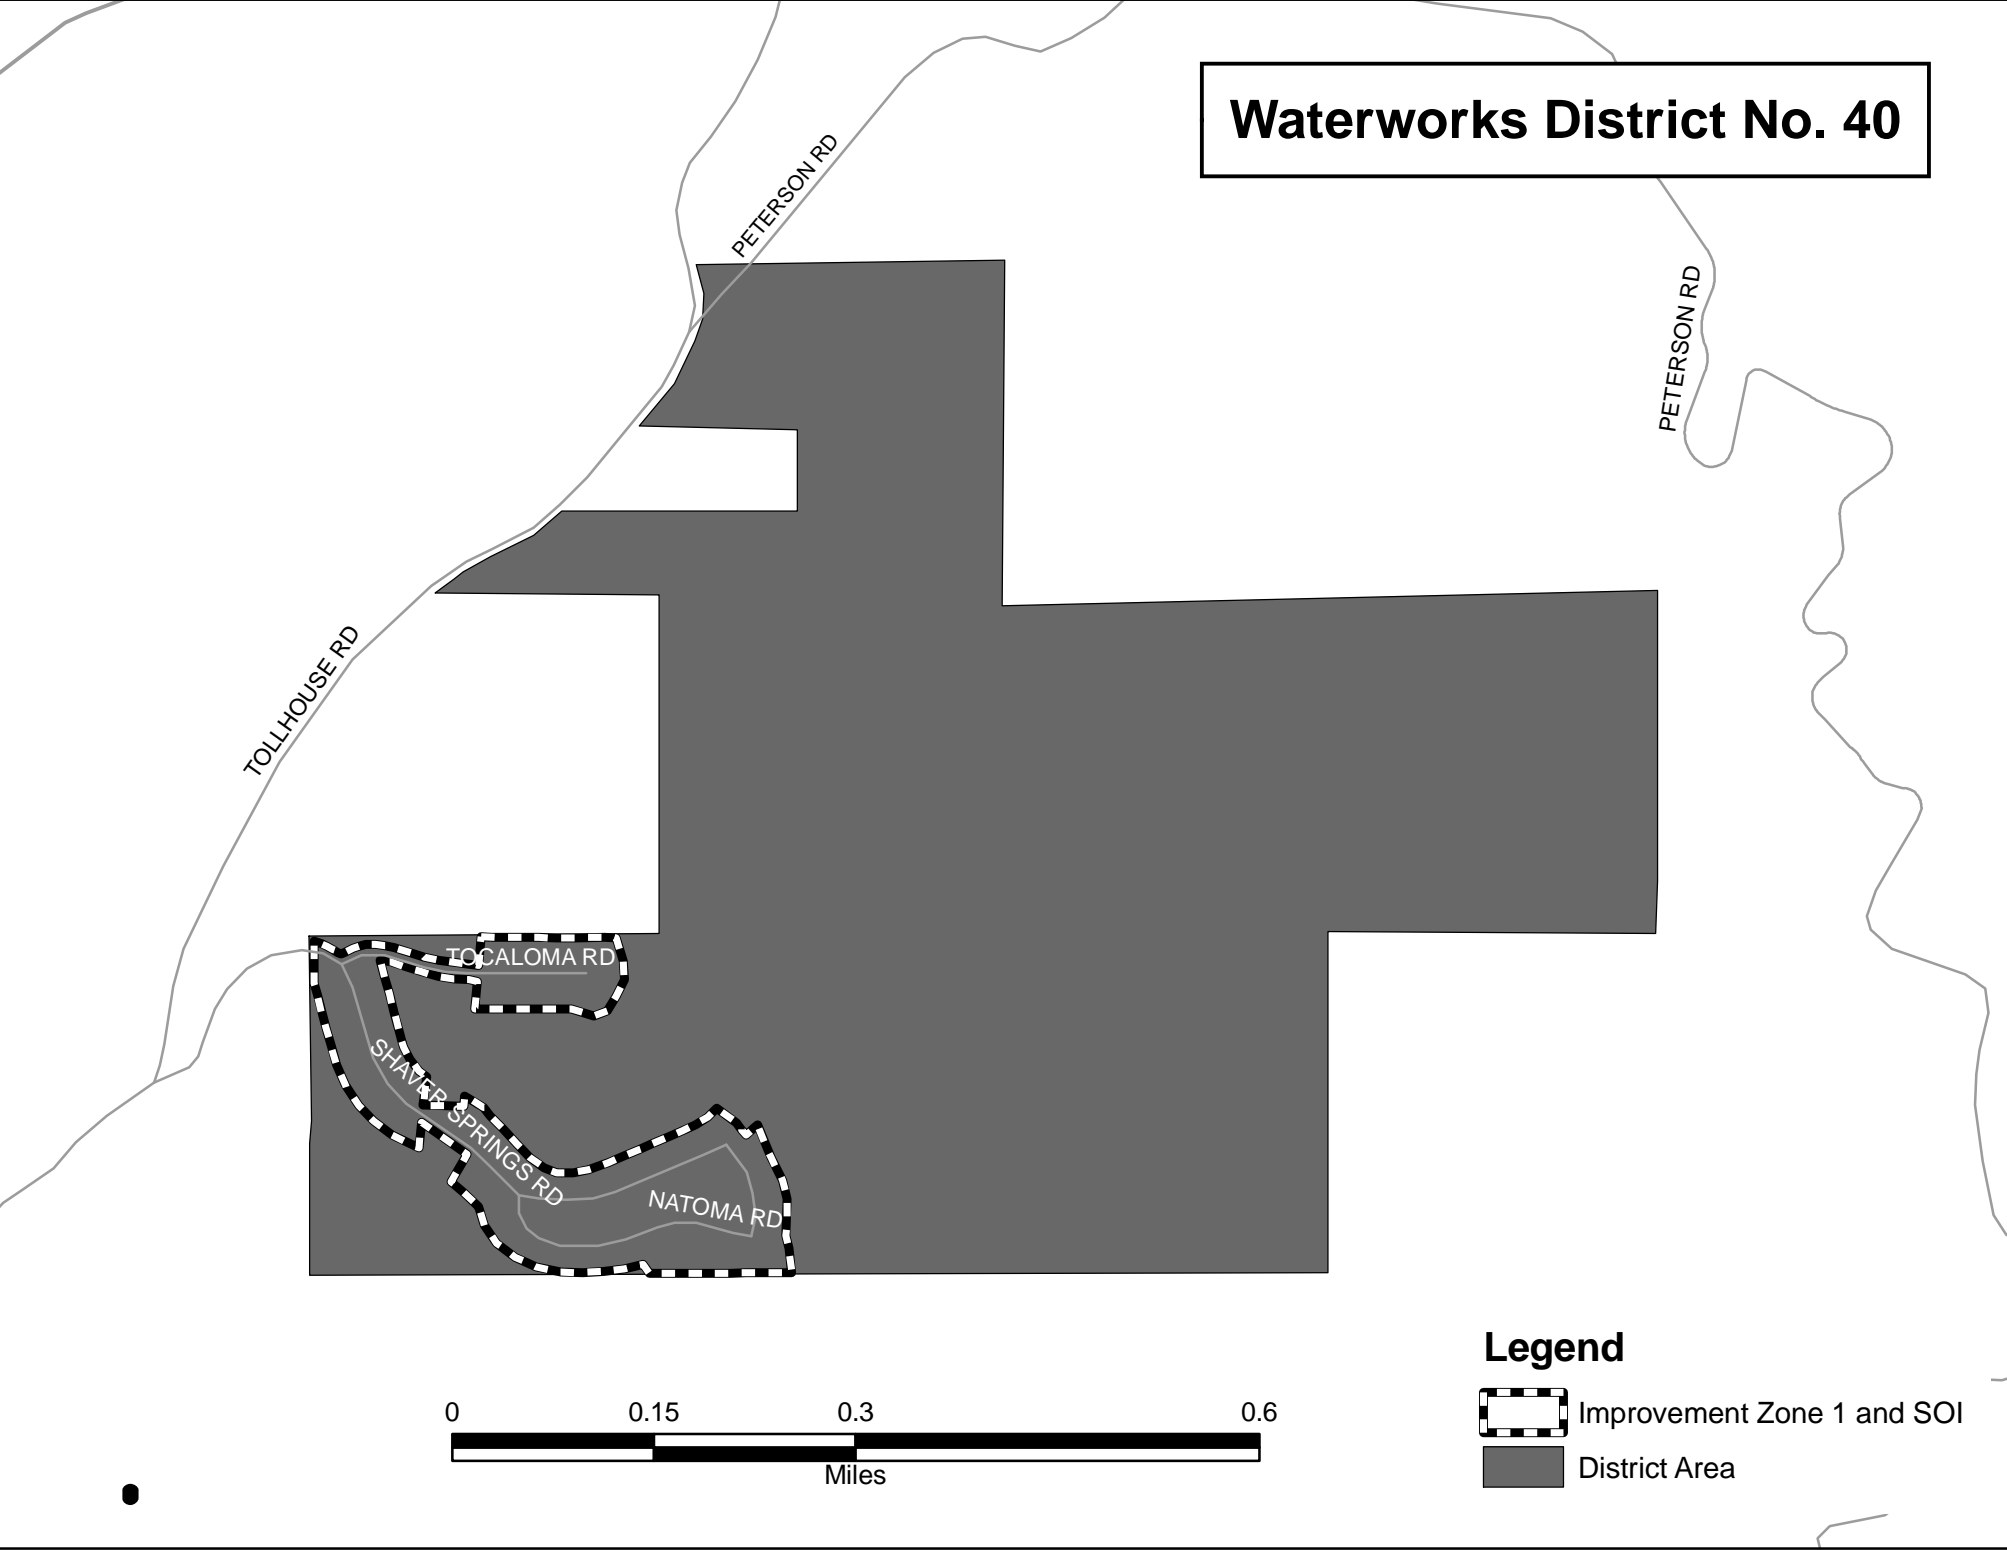 Waterworks District No. 40
PETERSON RD
PETERSON RD
TOLLHOUSE RD
TOCALOMA RD
SHAVER SPRINGS RD
NATOMA RD
Legend
Improvement Zone 1 and SOI
District Area
0 0.15 0.3 0.6
Miles